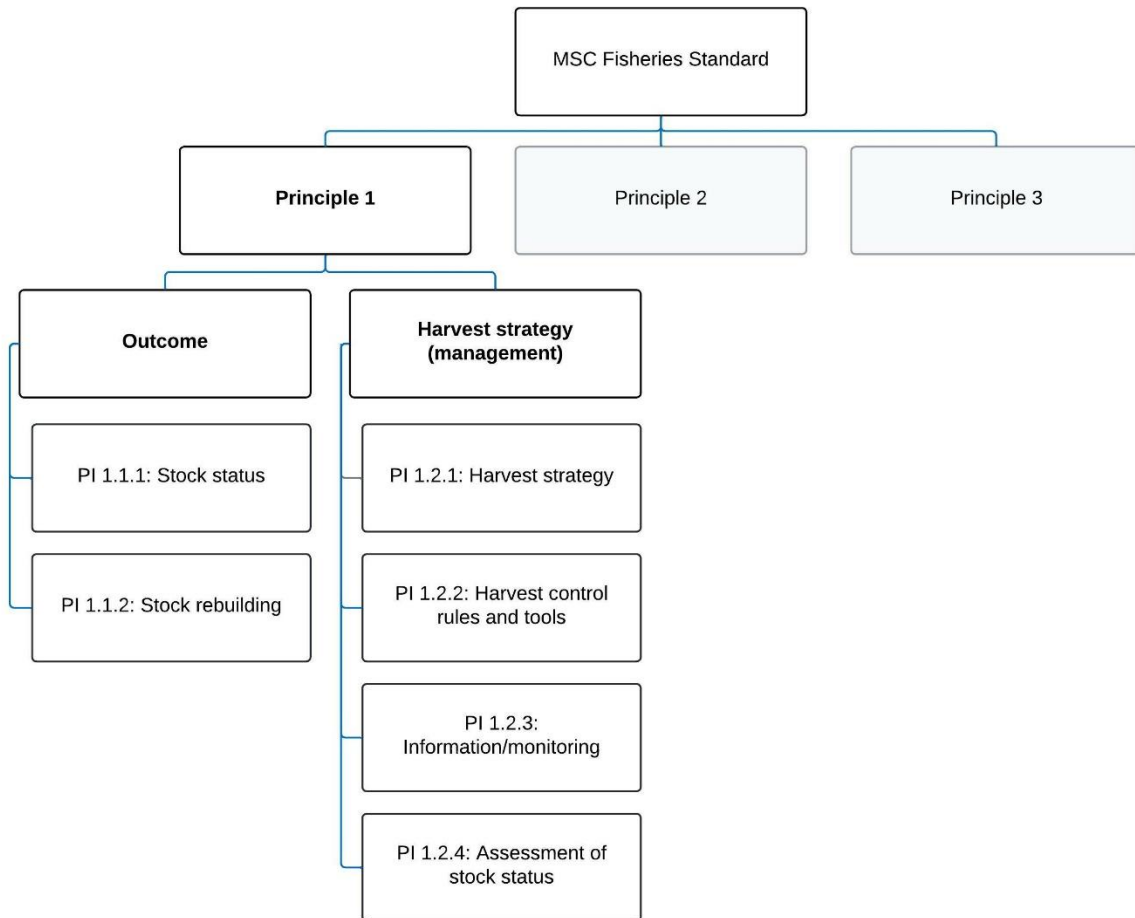 MSC Fisheries Standard
Principle 1
Principle 2
Principle 3
Outcome
Harvest strategy
(management)
PI 1.1.1: Stock status
PI 1.2.1: Harvest strategy
PI 1.1.2: Stock rebuilding
PI 1.2.2: Harvest control
rules and tools
PI 1.2.3:
Information/monitoring
PI 1.2.4: Assessment of
stock status